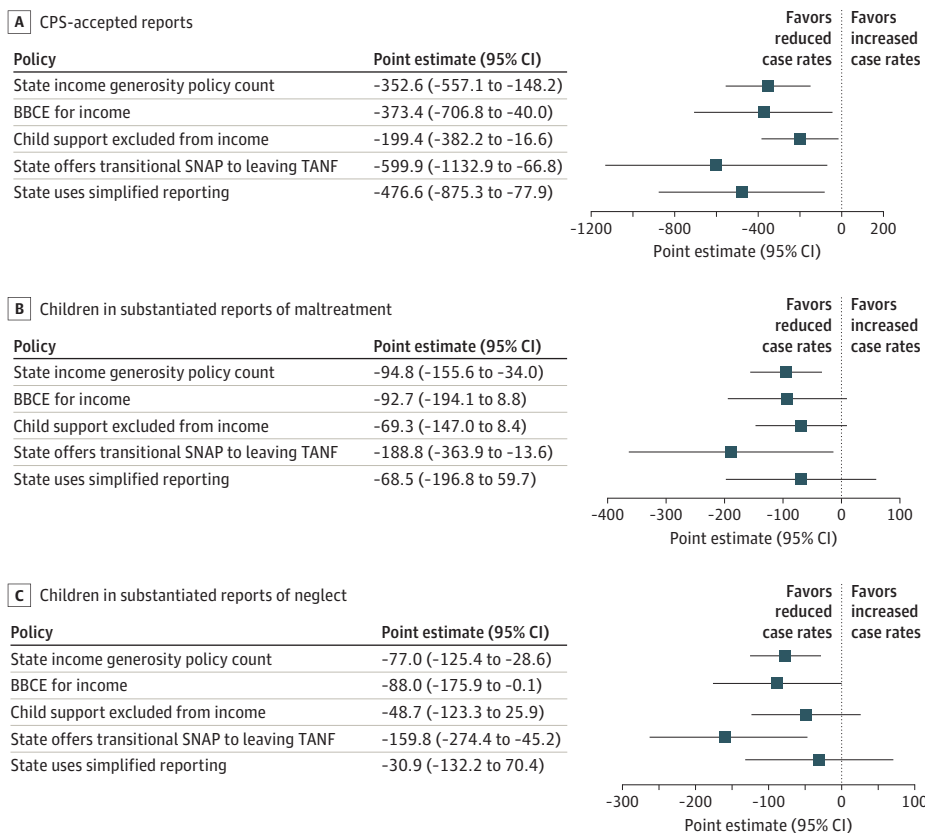 A CPS-accepted reports
Favors reduced case rates
Favors increased case rates
Policy Point estimate (95% CI)
State income generosity policy count -352.6 (-557.1 to -148.2)
BBCE for income -373.4 (-706.8 to -40.0)
Child support excluded from income -199.4 (-382.2 to -16.6)
State offers transitional SNAP to leaving TANF -599.9 (-1132.9 to -66.8)
State uses simplified reporting -476.6 (-875.3 to -77.9)
-1200 -800 -400 0 200
Point estimate (95% CI)
B Children in substantiated reports of maltreatment
Favors reduced case rates
Favors increased case rates
Policy Point estimate (95% CI)
State income generosity policy count -94.8 (-155.6 to -34.0)
BBCE for income -92.7 (-194.1 to 8.8)
Child support excluded from income -69.3 (-147.0 to 8.4)
State offers transitional SNAP to leaving TANF -188.8 (-363.9 to -13.6)
State uses simplified reporting -68.5 (-196.8 to 59.7)
-400 -300 -200 -100 0 100
Point estimate (95% CI)
C Children in substantiated reports of neglect
Favors reduced case rates
Favors increased case rates
Policy Point estimate (95% CI)
State income generosity policy count -77.0 (-125.4 to -28.6)
BBCE for income -88.0 (-175.9 to -0.1)
Child support excluded from income -48.7 (-123.3 to 25.9)
State offers transitional SNAP to leaving TANF -159.8 (-274.4 to -45.2)
State uses simplified reporting -30.9 (-132.2 to 70.4)
-300 -200 -100 0 100
Point estimate (95% CI)